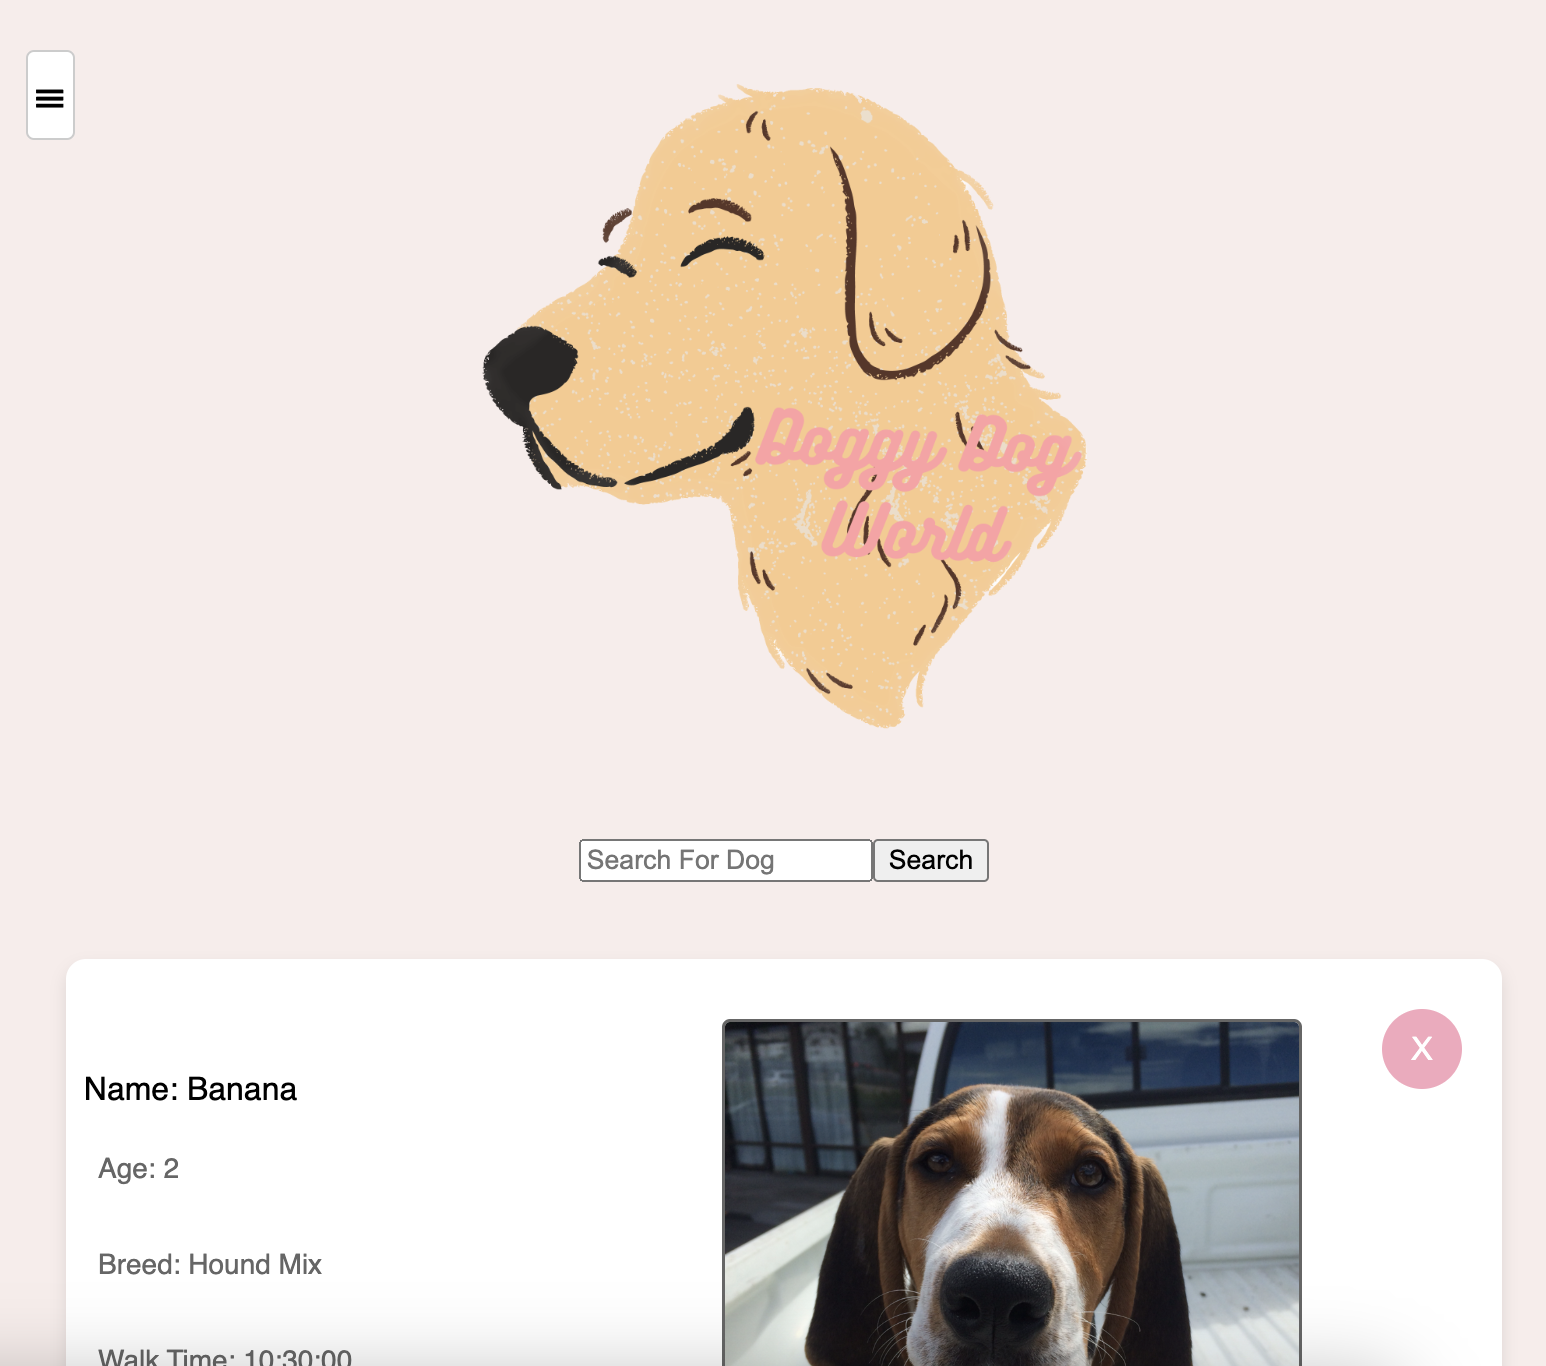 Doggy Dog
World
Search For Dog Search
X
Name: Banana
Age: 2
Breed: Hound Mix
Walk Time: 10:30:00